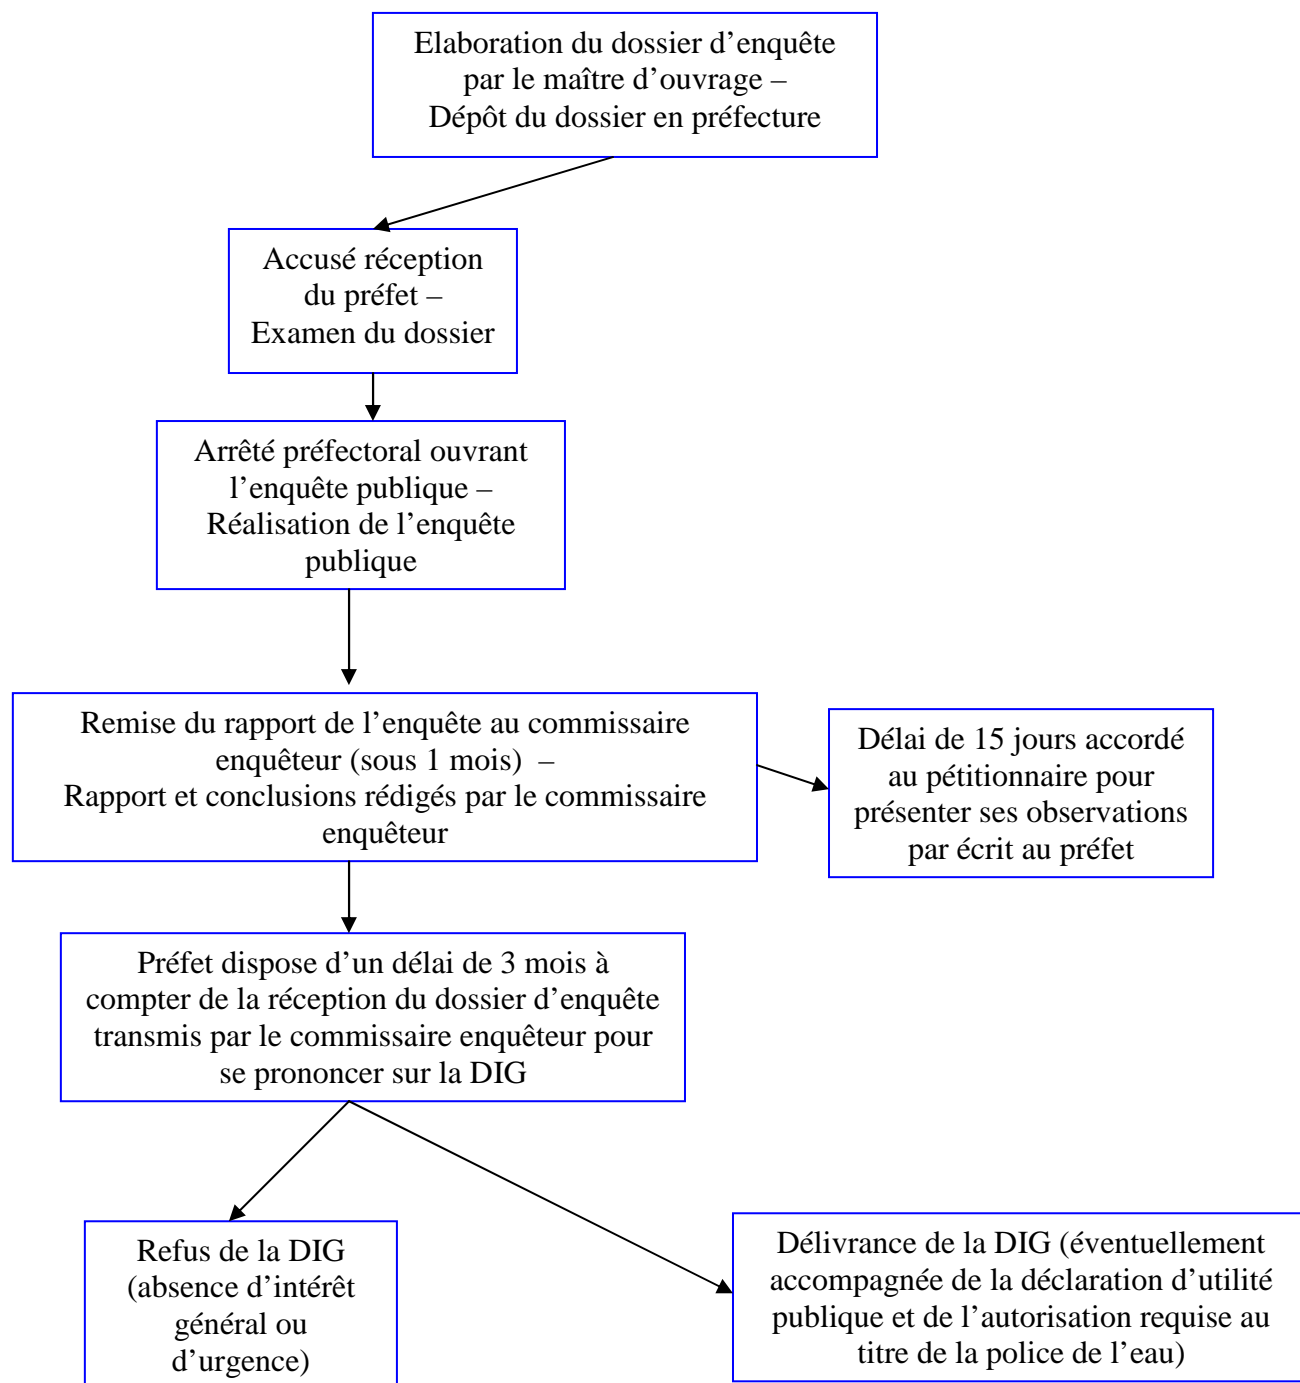 Elaboration du dossier d’enquête
par le maître d’ouvrage –
Dépôt du dossier en préfecture
Accusé réception
du préfet –
Examen du dossier
Arrêté préfectoral ouvrant
l’enquête publique –
Réalisation de l’enquête
publique
Remise du rapport de l’enquête au commissaire
enquêteur (sous 1 mois) –
Rapport et conclusions rédigés par le commissaire
enquêteur
Délai de 15 jours accordé
au pétitionnaire pour
présenter ses observations
par écrit au préfet
Préfet dispose d’un délai de 3 mois à
compter de la réception du dossier d’enquête
transmis par le commissaire enquêteur pour
se prononcer sur la DIG
Refus de la DIG
(absence d’intérêt
général ou
d’urgence)
Délivrance de la DIG (éventuellement
accompagnée de la déclaration d’utilité
publique et de l’autorisation requise au
titre de la police de l’eau)